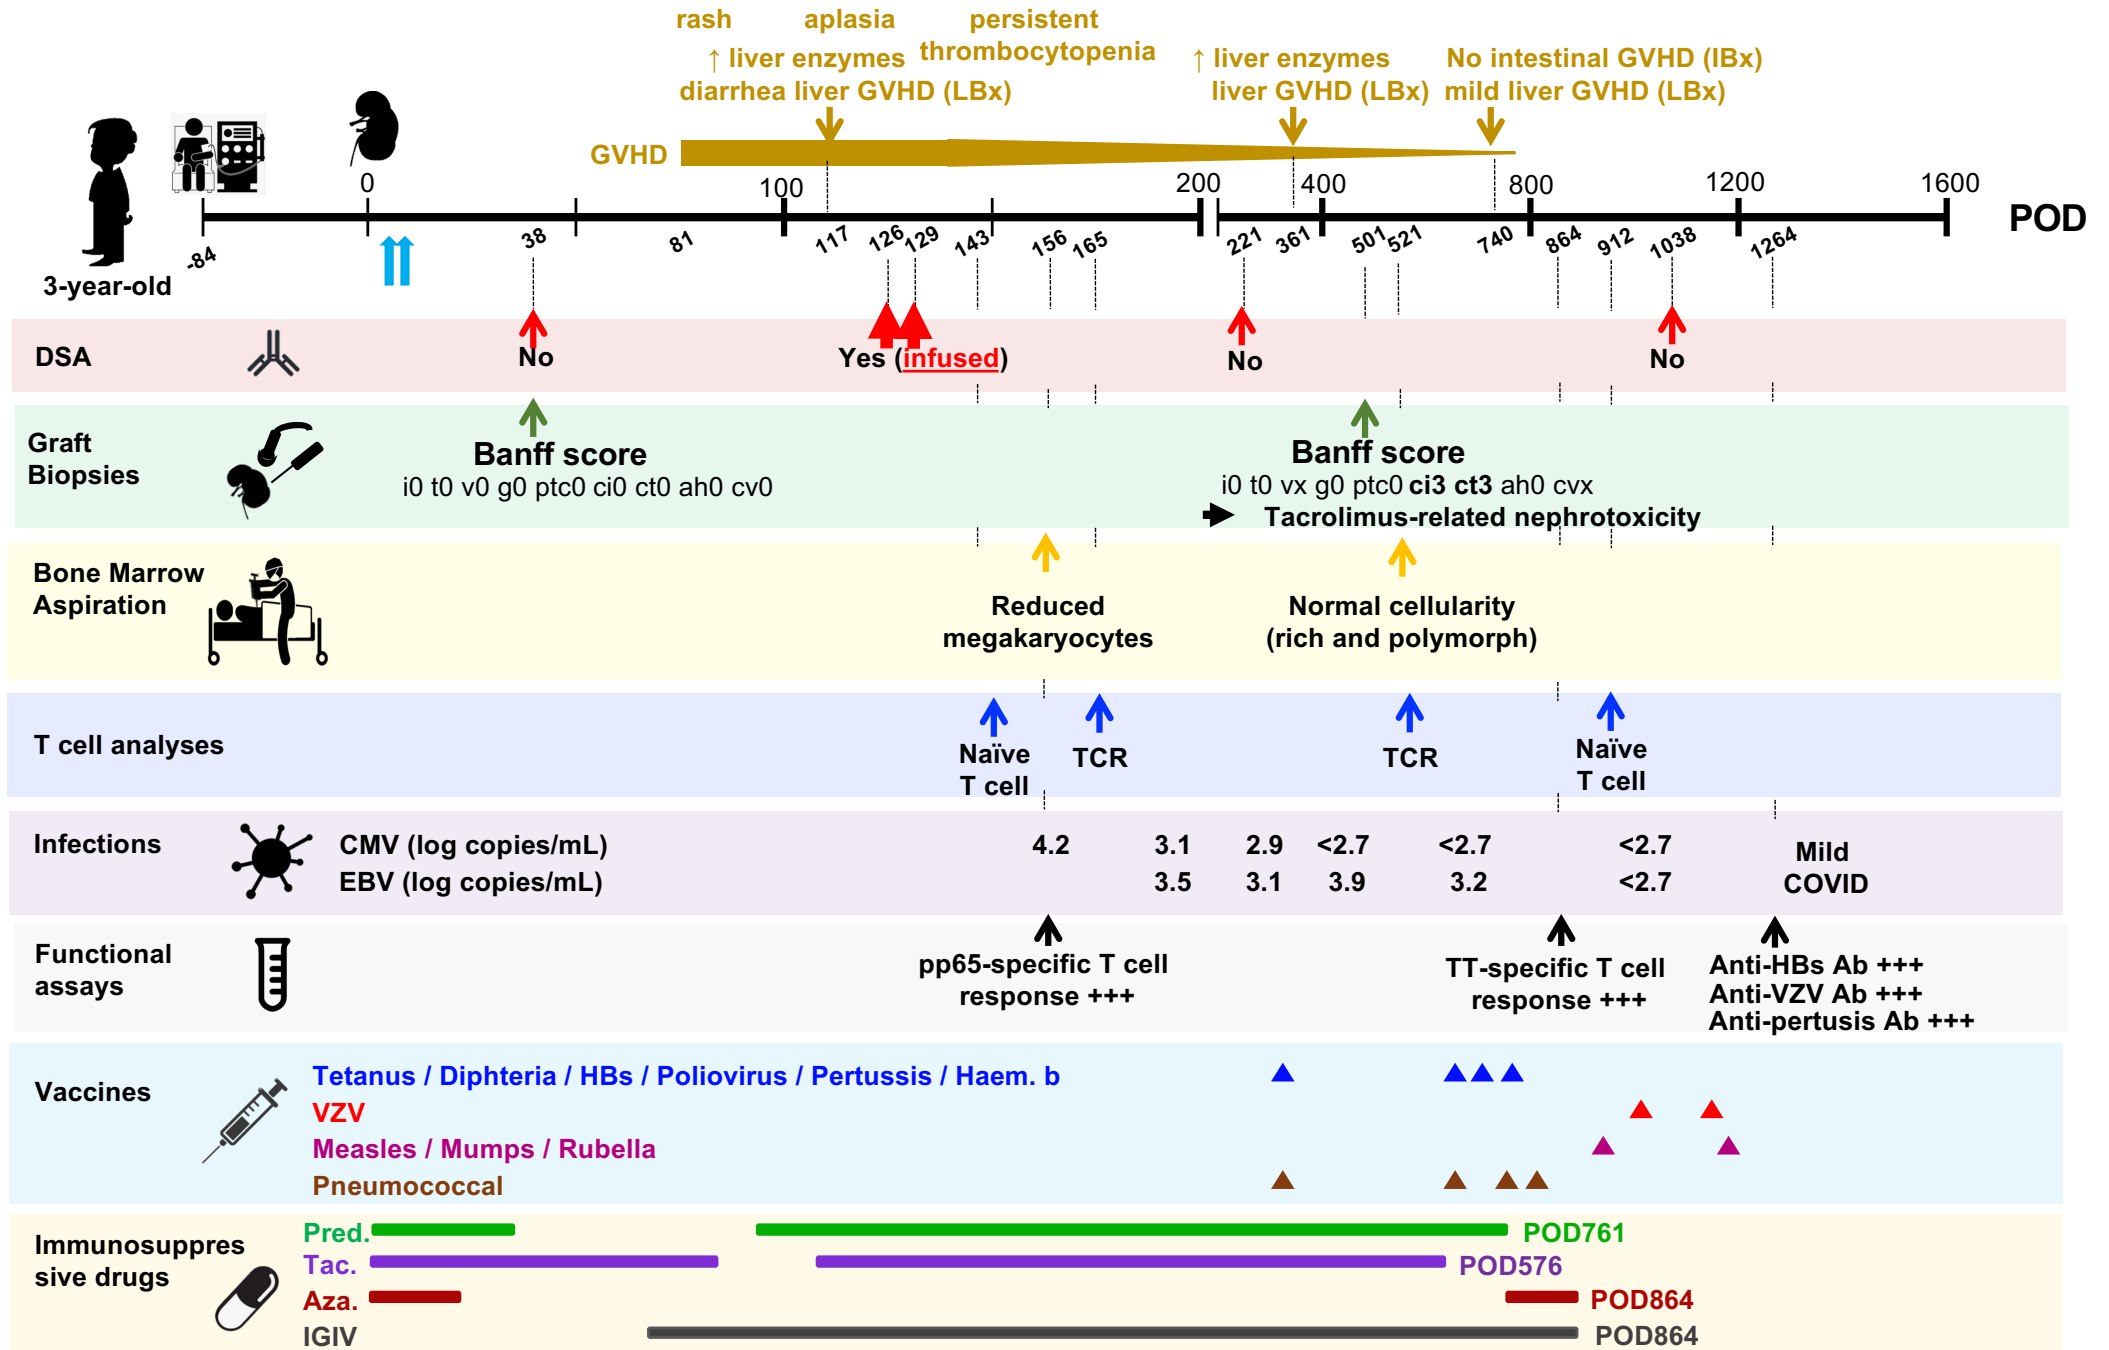 rash aplasia persistent
↑ liver enzymes thrombocytopenia
diarrhea liver GVHD (LBx)
↑ liver enzymes
liver GVHD (LBx)
No intestinal GVHD (IBx)
mild liver GVHD (LBx)
GVHD
0 100 200 400 800 1200 1600
POD
-84 38 81 117 126 129 143 156 165 221 361 501 521 740 864 912 1038 1264
3-year-old
DSA
No
Yes (infused)
No
No
Graft
Biopsies
Banff score
i0 t0 v0 g0 ptc0 ci0 ct0 ah0 cv0
Banff score
i0 t0 vx g0 ptc0 ci3 ct3 ah0 cvx
Tacrolimus-related nephrotoxicity
Bone Marrow
Aspiration
Reduced
megakaryocytes
Normal cellularity
(rich and polymorph)
T cell analyses
Naïve
T cell
TCR
TCR
Naïve
T cell
Infections
CMV (log copies/mL) 4.2 3.1 2.9 <2.7 <2.7 <2.7
EBV (log copies/mL) 3.5 3.1 3.9 3.2 <2.7
Mild
COVID
Functional
assays
pp65-specific T cell
response +++
TT-specific T cell
response +++
Anti-HBs Ab +++
Anti-VZV Ab +++
Anti-pertusis Ab +++
Vaccines
Tetanus / Diphteria / HBs / Poliovirus / Pertussis / Haem. b
VZV
Measles / Mumps / Rubella
Pneumococcal
Immunosuppres
sive drugs
Pred. POD761
Tac. POD576
Aza. POD864
IGIV POD864